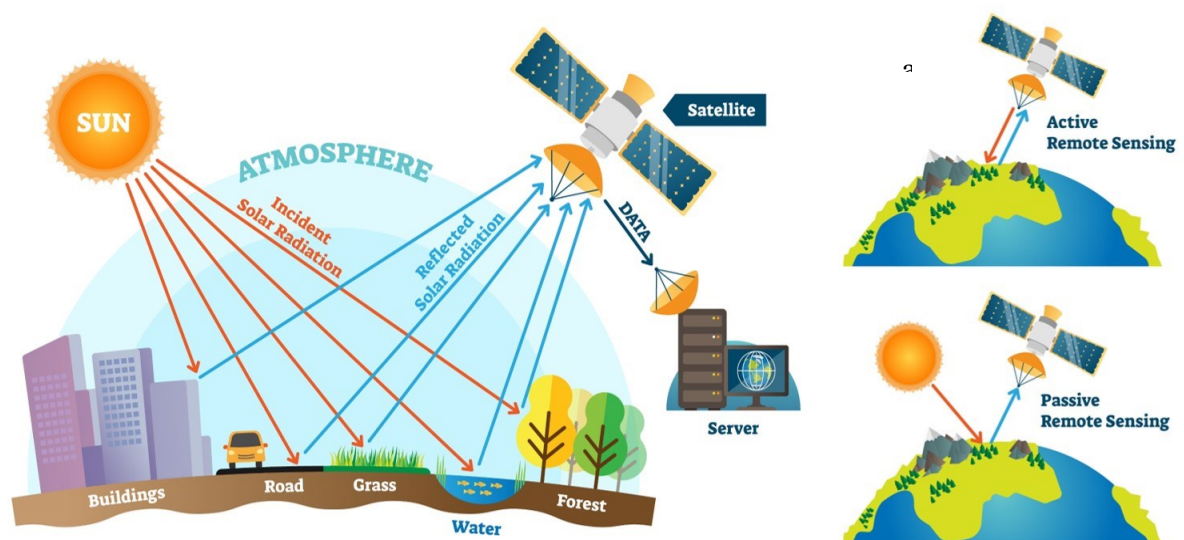 SUN
ATMOSPHERE
Incident
Solar Radiation
Reflected
Solar Radiation
Satellite
DATA
Server
Buildings
Road
Grass
Water
Forest
Active
Remote Sensing
Passive
Remote Sensing